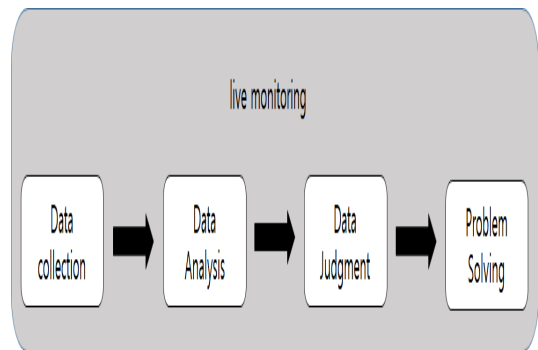 live monitoring
Data
collection
Data
Analysis
Data
Judgment
Problem
Solving